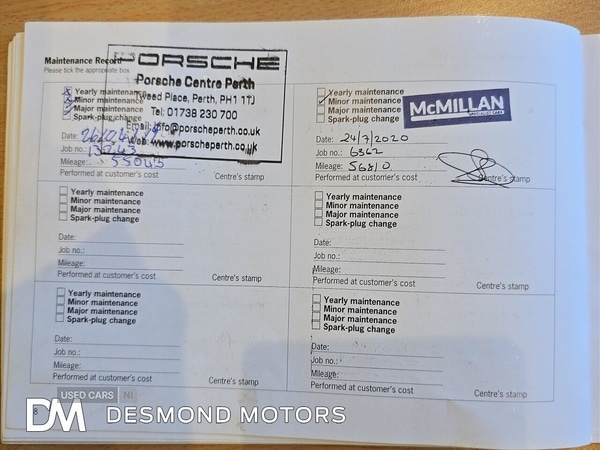 Maintenance Record
Please tick the appropriate box
PORSCHE
Porsche Centre Perth
Tweed Place, Perth, PH1 1TJ
Tel: 01738 230 700
Email: info@porscheperth.co.uk
Web: www.porscheperth.co.uk
Yearly maintenance
Minor maintenance
Major maintenance
Spark-plug change
Date:
Job no.:
Mileage: 55045
Performed at customer's cost
Centre's stamp
Yearly maintenance
Minor maintenance
Major maintenance
Spark-plug change
McMILLAN
Date: 24/7/2020
Job no.: 6362
Mileage: 56810
Performed at customer's cost
Centre's stamp
Yearly maintenance
Minor maintenance
Major maintenance
Spark-plug change
Date:
Job no.:
Mileage:
Performed at customer's cost
Centre's stamp
Yearly maintenance
Minor maintenance
Major maintenance
Spark-plug change
Date:
Job no.:
Mileage:
Performed at customer's cost
Centre's stamp
Yearly maintenance
Minor maintenance
Major maintenance
Spark-plug change
Date:
Job no.:
Mileage:
Performed at customer's cost
Centre's stamp
Yearly maintenance
Minor maintenance
Major maintenance
Spark-plug change
Date:
Job no.:
Mileage:
Performed at customer's cost
Centre's stamp
8
USED CARS NI
DM DESMOND MOTORS